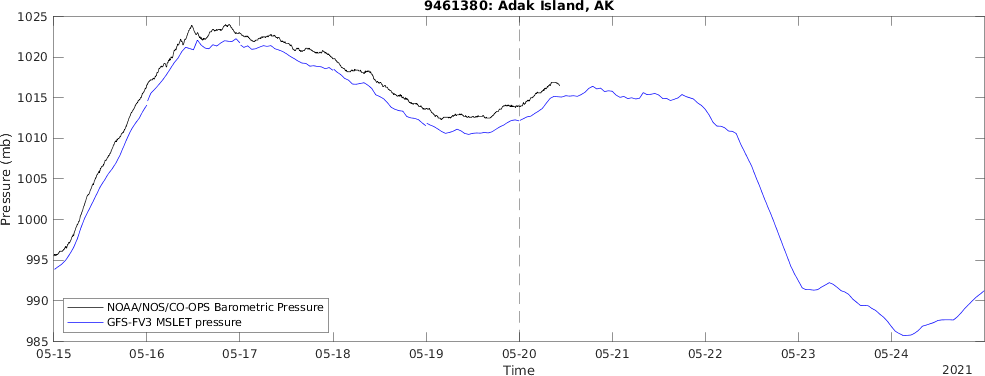 9461380: Adak Island, AK
1025
1020
1015
1010
1005
1000
995
990
985
Pressure (mb)
NOAA/NOS/CO-OPS Barometric Pressure
GFS-FV3 MSLET pressure
05-15 05-16 05-17 05-18 05-19 05-20 05-21 05-22 05-23 05-24
Time
2021